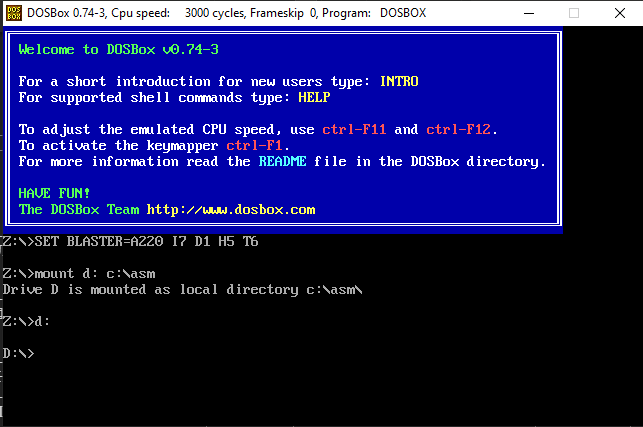 DOS
BOX
DOSBox 0.74-3, Cpu speed:    3000 cycles, Frameskip  0, Program:   DOSBOX
Welcome to DOSBox v0.74-3
For a short introduction for new users type: INTRO
For supported shell commands type: HELP
To adjust the emulated CPU speed, use ctrl-F11 and ctrl-F12.
To activate the keymapper ctrl-F1.
For more information read the README file in the DOSBox directory.
HAVE FUN!
The DOSBox Team http://www.dosbox.com
Z:\>SET BLASTER=A220 I7 D1 H5 T6
Z:\>mount d: c:\asm
Drive D is mounted as local directory c:\asm\
Z:\>d:
D:\>